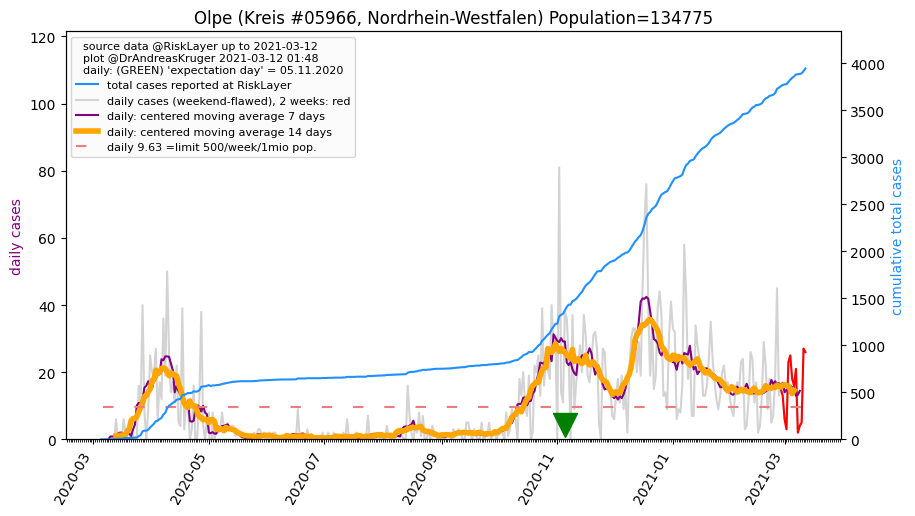 Olpe (Kreis #05966, Nordrhein-Westfalen) Population=134775
source data @RiskLayer up to 2021-03-12
plot @DrAndreasKruger 2021-03-12 01:48
daily: (GREEN) 'expectation day' = 05.11.2020
total cases reported at RiskLayer
daily cases (weekend-flawed), 2 weeks: red
daily: centered moving average 7 days
daily: centered moving average 14 days
daily 9.63 =limit 500/week/1mio pop.
daily cases
120
100
80
60
40
20
0
cumulative total cases
4000
3500
3000
2500
2000
1500
1000
500
0
2020-03
2020-05
2020-07
2020-09
2020-11
2021-01
2021-03